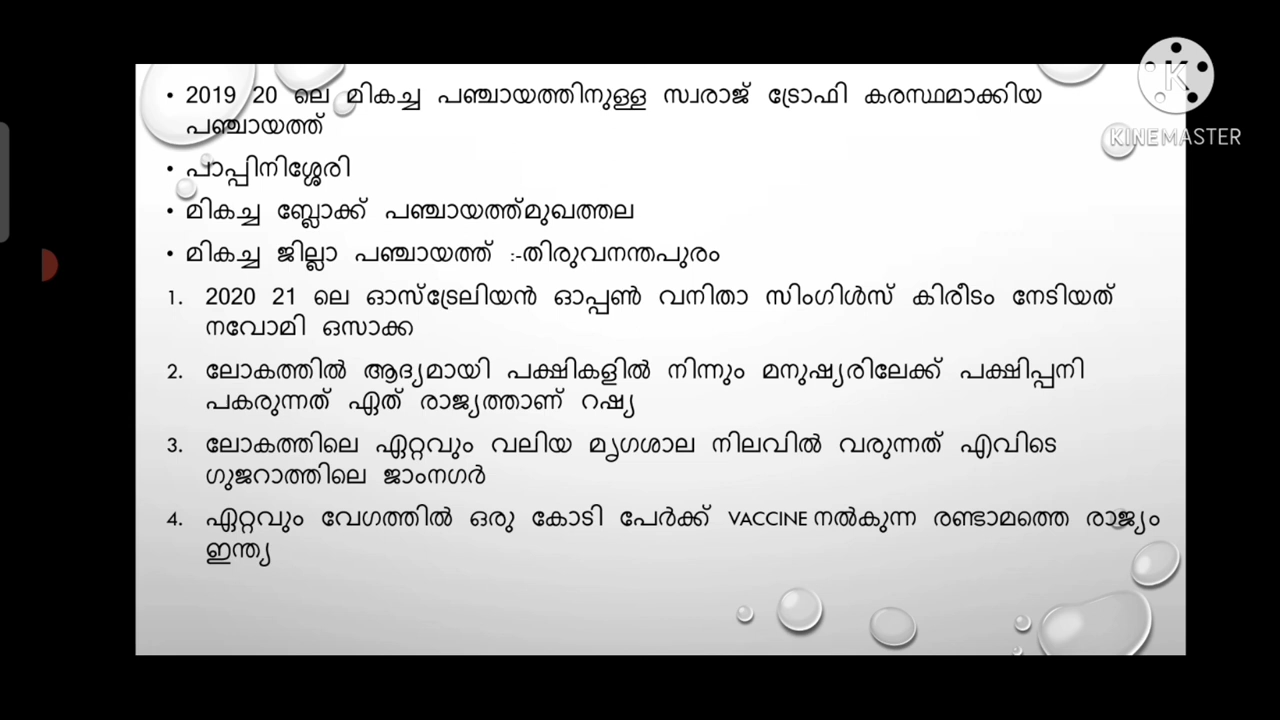 • 2019 20 ലെ മികച്ച പഞ്ചായത്തിനുള്ള സ്വരാജ് ട്രോഫി കരസ്ഥമാക്കിയ
പഞ്ചായത്ത്
• പാപ്പിനിശ്ശേരി
• മികച്ച ബ്ലോക്ക് പഞ്ചായത്ത്മുഖത്തല
• മികച്ച ജില്ലാ പഞ്ചായത്ത് :-തിരുവനന്തപുരം
1. 2020 21 ലെ ഓസ്ട്രേലിയൻ ഓപ്പൺ വനിതാ സിംഗിൾസ് കിരീടം നേടിയത്
നവോമി ഒസാക്ക
2. ലോകത്തിൽ ആദ്യമായി പക്ഷികളിൽ നിന്നും മനുഷ്യരിലേക്ക് പക്ഷിപ്പനി
പകരുന്നത് ഏത് രാജ്യത്താണ് റഷ്യ
3. ലോകത്തിലെ ഏറ്റവും വലിയ മൃഗശാല നിലവിൽ വരുന്നത് എവിടെ
ഗുജറാത്തിലെ ജാംനഗർ
4. ഏറ്റവും വേഗത്തിൽ ഒരു കോടി പേർക്ക് VACCINE നൽകുന്ന രണ്ടാമത്തെ രാജ്യം
ഇന്ത്യ
K
KINEMASTER